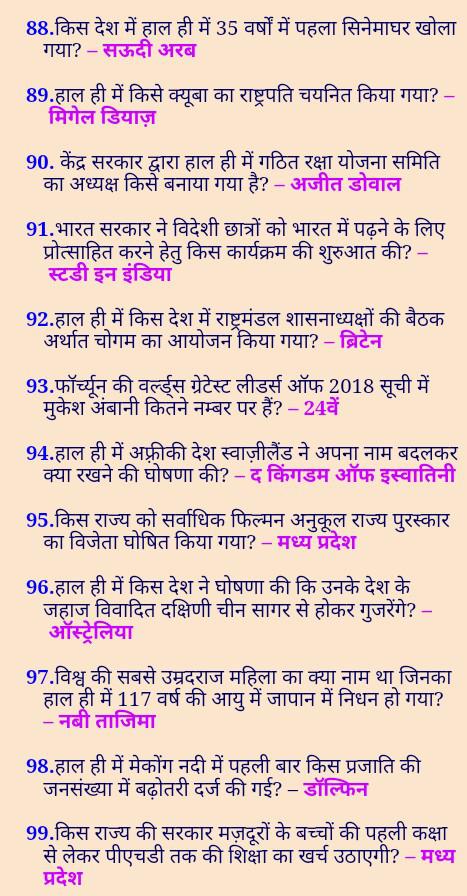 88.किस देश में हाल ही में 35 वर्षों में पहला सिनेमाघर खोला
गया? – सऊदी अरब
89.हाल ही में किसे क्यूबा का राष्ट्रपति चयनित किया गया? –
मिगेल डियाज़
90. केंद्र सरकार द्वारा हाल ही में गठित रक्षा योजना समिति
का अध्यक्ष किसे बनाया गया है? – अजीत डोवाल
91.भारत सरकार ने विदेशी छात्रों को भारत में पढ़ने के लिए
प्रोत्साहित करने हेतु किस कार्यक्रम की शुरुआत की? –
स्टडी इन इंडिया
92.हाल ही में किस देश में राष्ट्रमंडल शासनाध्यक्षों की बैठक
अर्थात चोगम का आयोजन किया गया? – ब्रिटेन
93.फॉर्च्यून की वर्ल्ड्स ग्रेटेस्ट लीडर्स ऑफ 2018 सूची में
मुकेश अंबानी कितने नम्बर पर हैं? – 24वें
94.हाल ही में अफ़्रीकी देश स्वाज़ीलैंड ने अपना नाम बदलकर
क्या रखने की घोषणा की? – द किंगडम ऑफ इस्वातिनी
95.किस राज्य को सर्वाधिक फिल्मन अनुकूल राज्य पुरस्कार
का विजेता घोषित किया गया? – मध्य प्रदेश
96.हाल ही में किस देश ने घोषणा की कि उनके देश के
जहाज विवादित दक्षिणी चीन सागर से होकर गुजरेंगे? –
ऑस्ट्रेलिया
97.विश्व की सबसे उम्रदराज महिला का क्या नाम था जिनका
हाल ही में 117 वर्ष की आयु में जापान में निधन हो गया?
– नबी ताजिमा
98.हाल ही में मेकोंग नदी में पहली बार किस प्रजाति की
जनसंख्या में बढ़ोतरी दर्ज की गई? – डॉल्फिन
99.किस राज्य की सरकार मज़दूरों के बच्चों की पहली कक्षा
से लेकर पीएचडी तक की शिक्षा का खर्च उठाएगी? – मध्य
प्रदेश